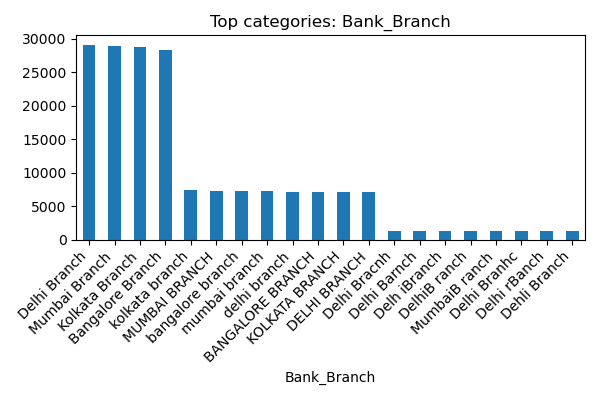 Top categories: Bank_Branch
30000
25000
20000
15000
10000
5000
0
Delhi Branch
Mumbai Branch
Kolkata Branch
Bangalore Branch
kolkata branch
MUMBAI BRANCH
bangalore branch
mumbai branch
delhi branch
BANGALORE BRANCH
KOLKATA BRANCH
DELHI BRANCH
Delhi Bracnh
Delhi Barnch
Delh iBranch
DelhiB ranch
MumbaiB ranch
Delhi Branhc
Delhi rBanch
Dehli Branch
Bank_Branch